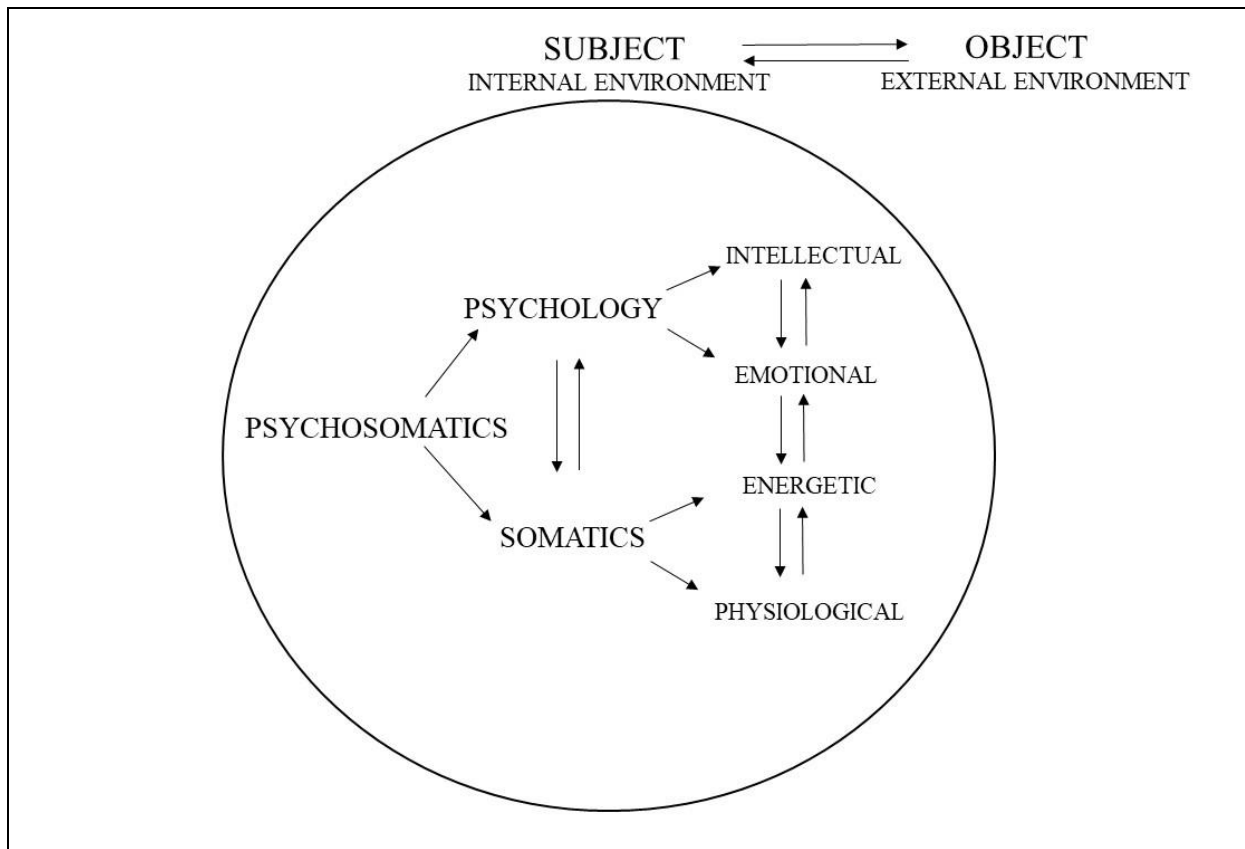 SUBJECT OBJECT
INTERNAL ENVIRONMENT EXTERNAL ENVIRONMENT
INTELLECTUAL
PSYCHOLOGY
EMOTIONAL
PSYCHOSOMATICS
ENERGETIC
SOMATICS
PHYSIOLOGICAL